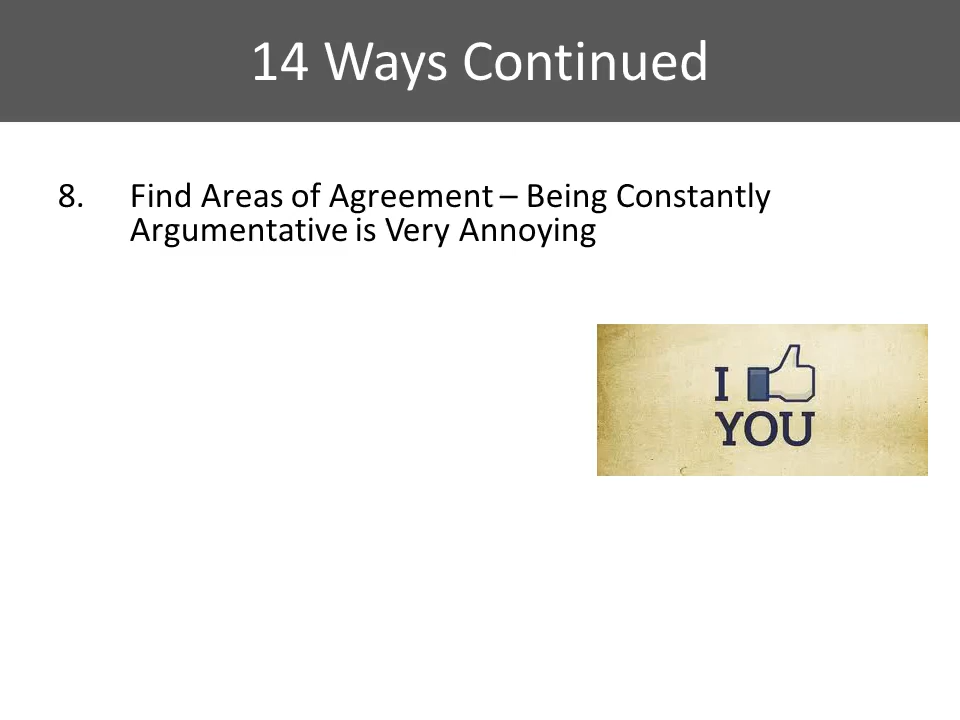 14 Ways Continued
8. Find Areas of Agreement – Being Constantly
Argumentative is Very Annoying
I
YOU